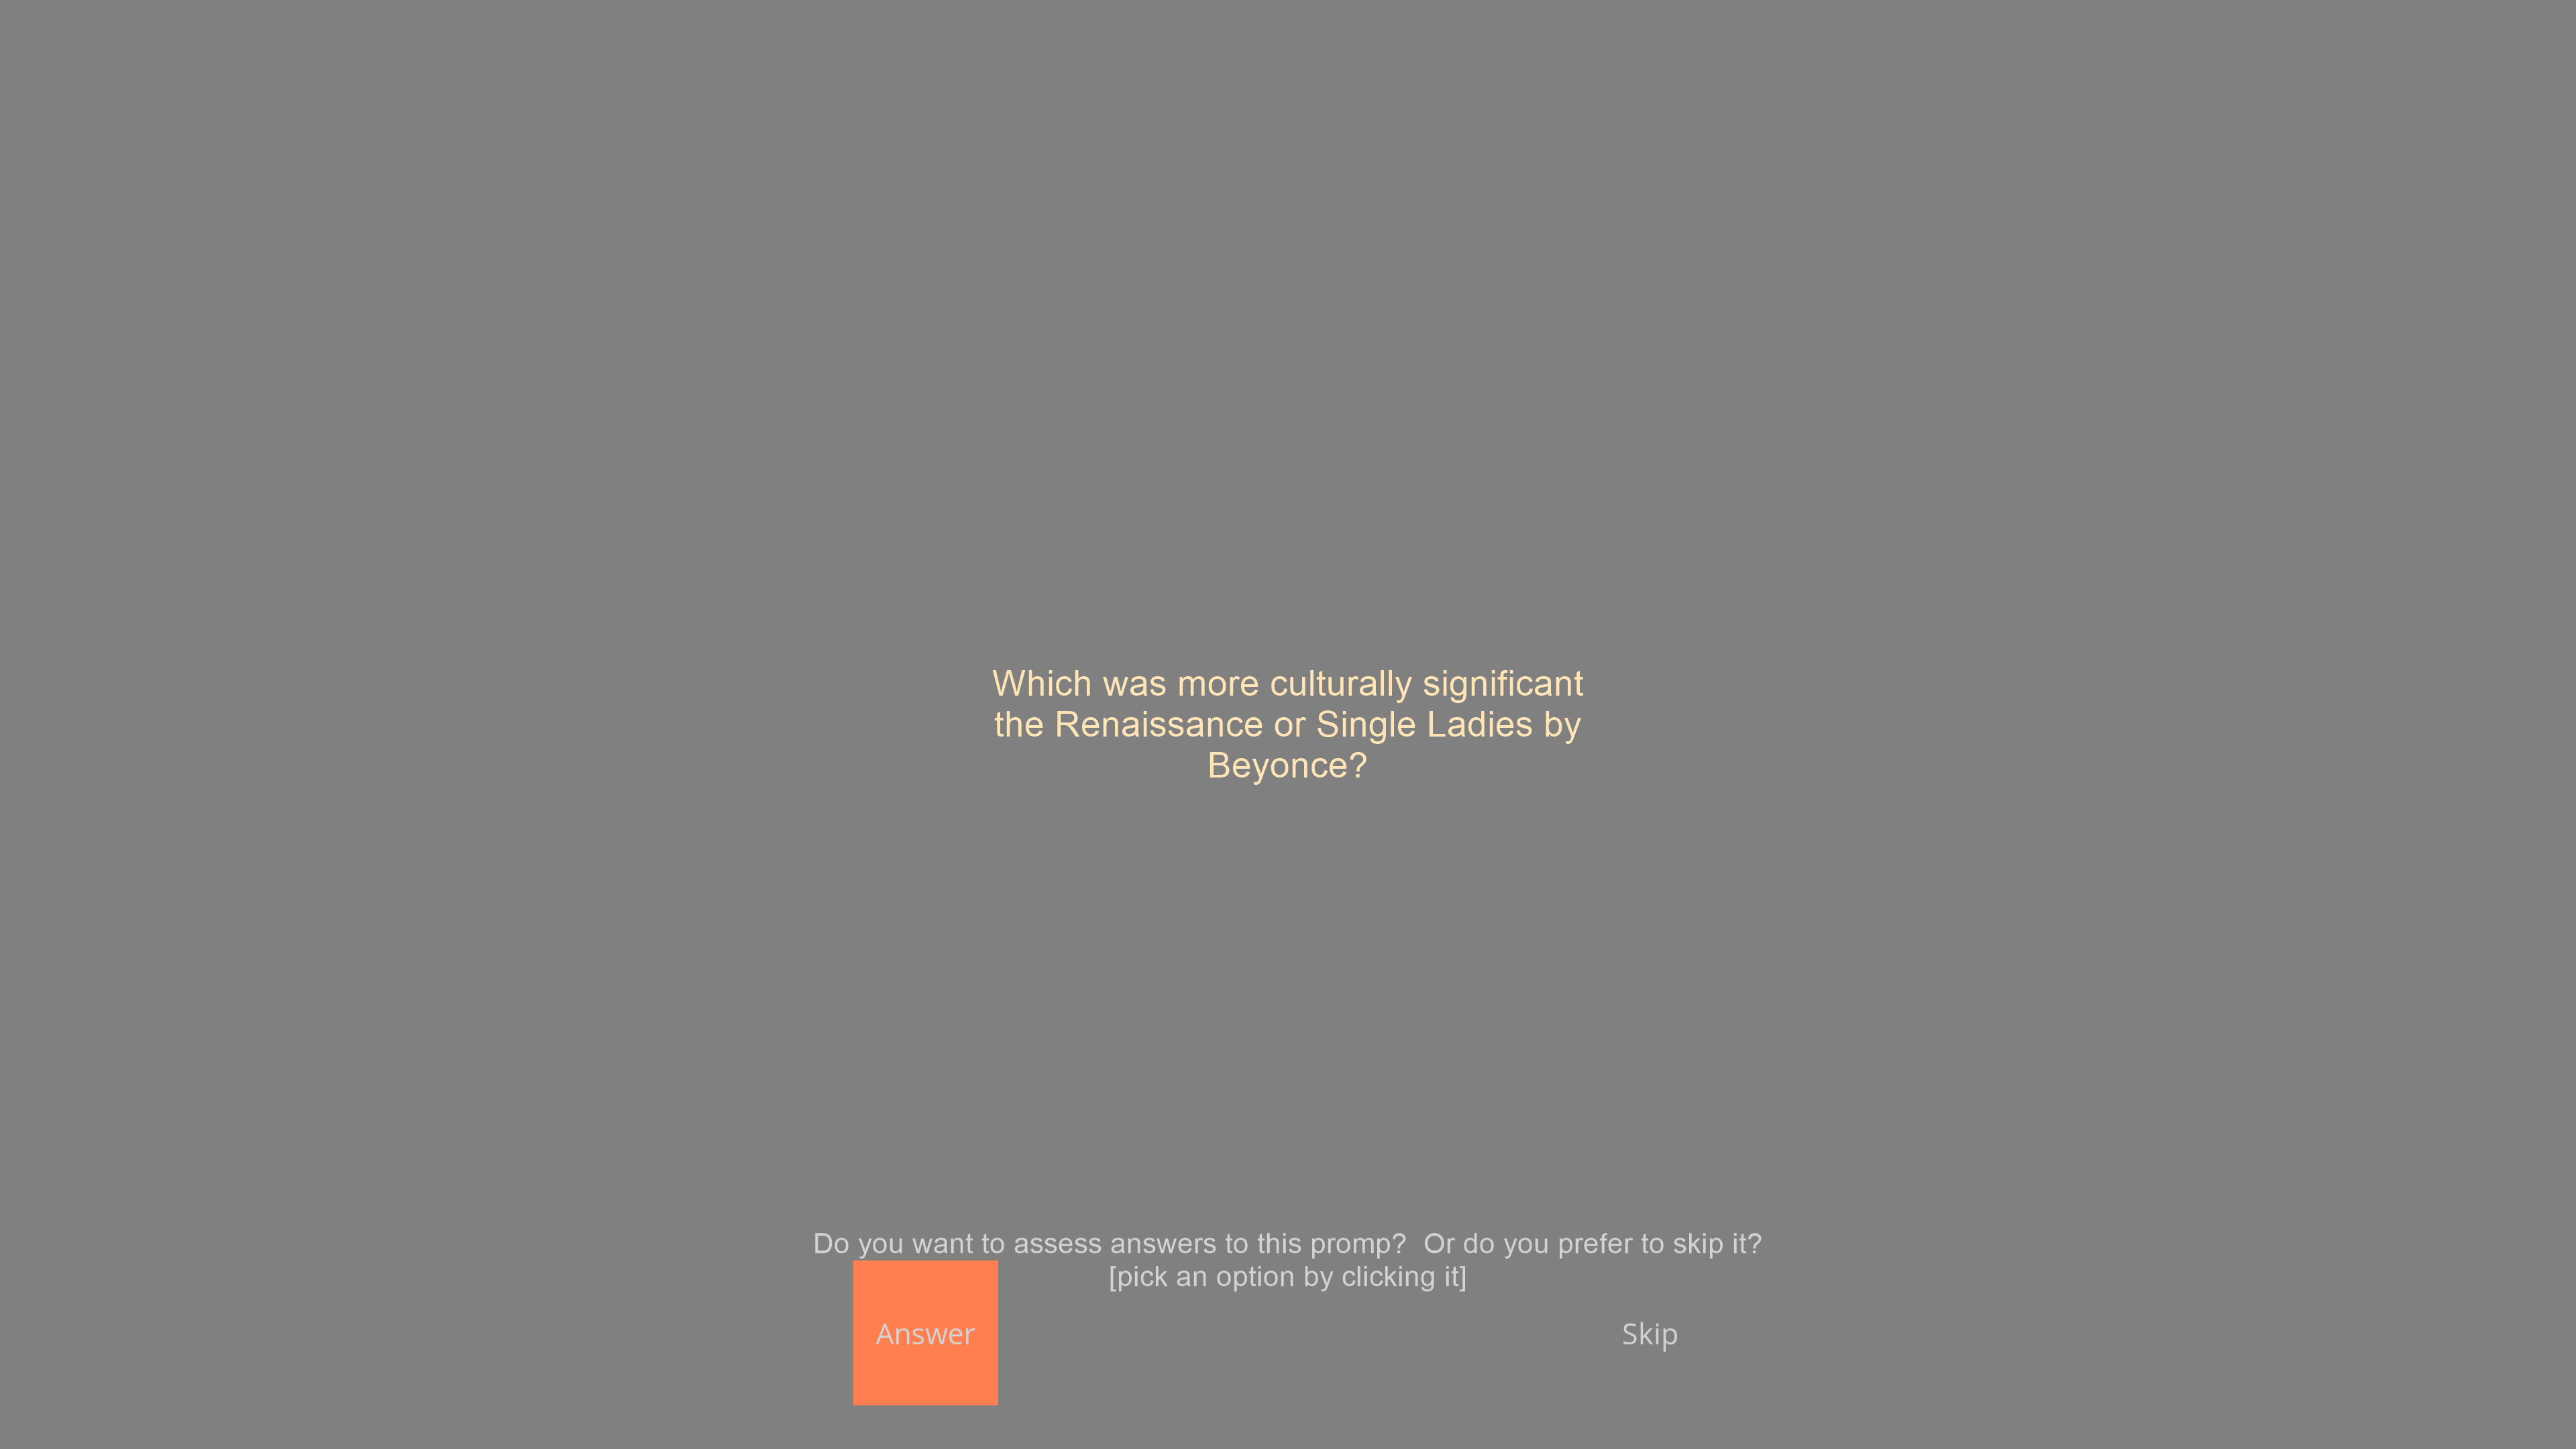 Which was more culturally significant
the Renaissance or Single Ladies by
Beyonce?
Do you want to assess answers to this promp?  Or do you prefer to skip it?
[pick an option by clicking it]
Answer
Skip